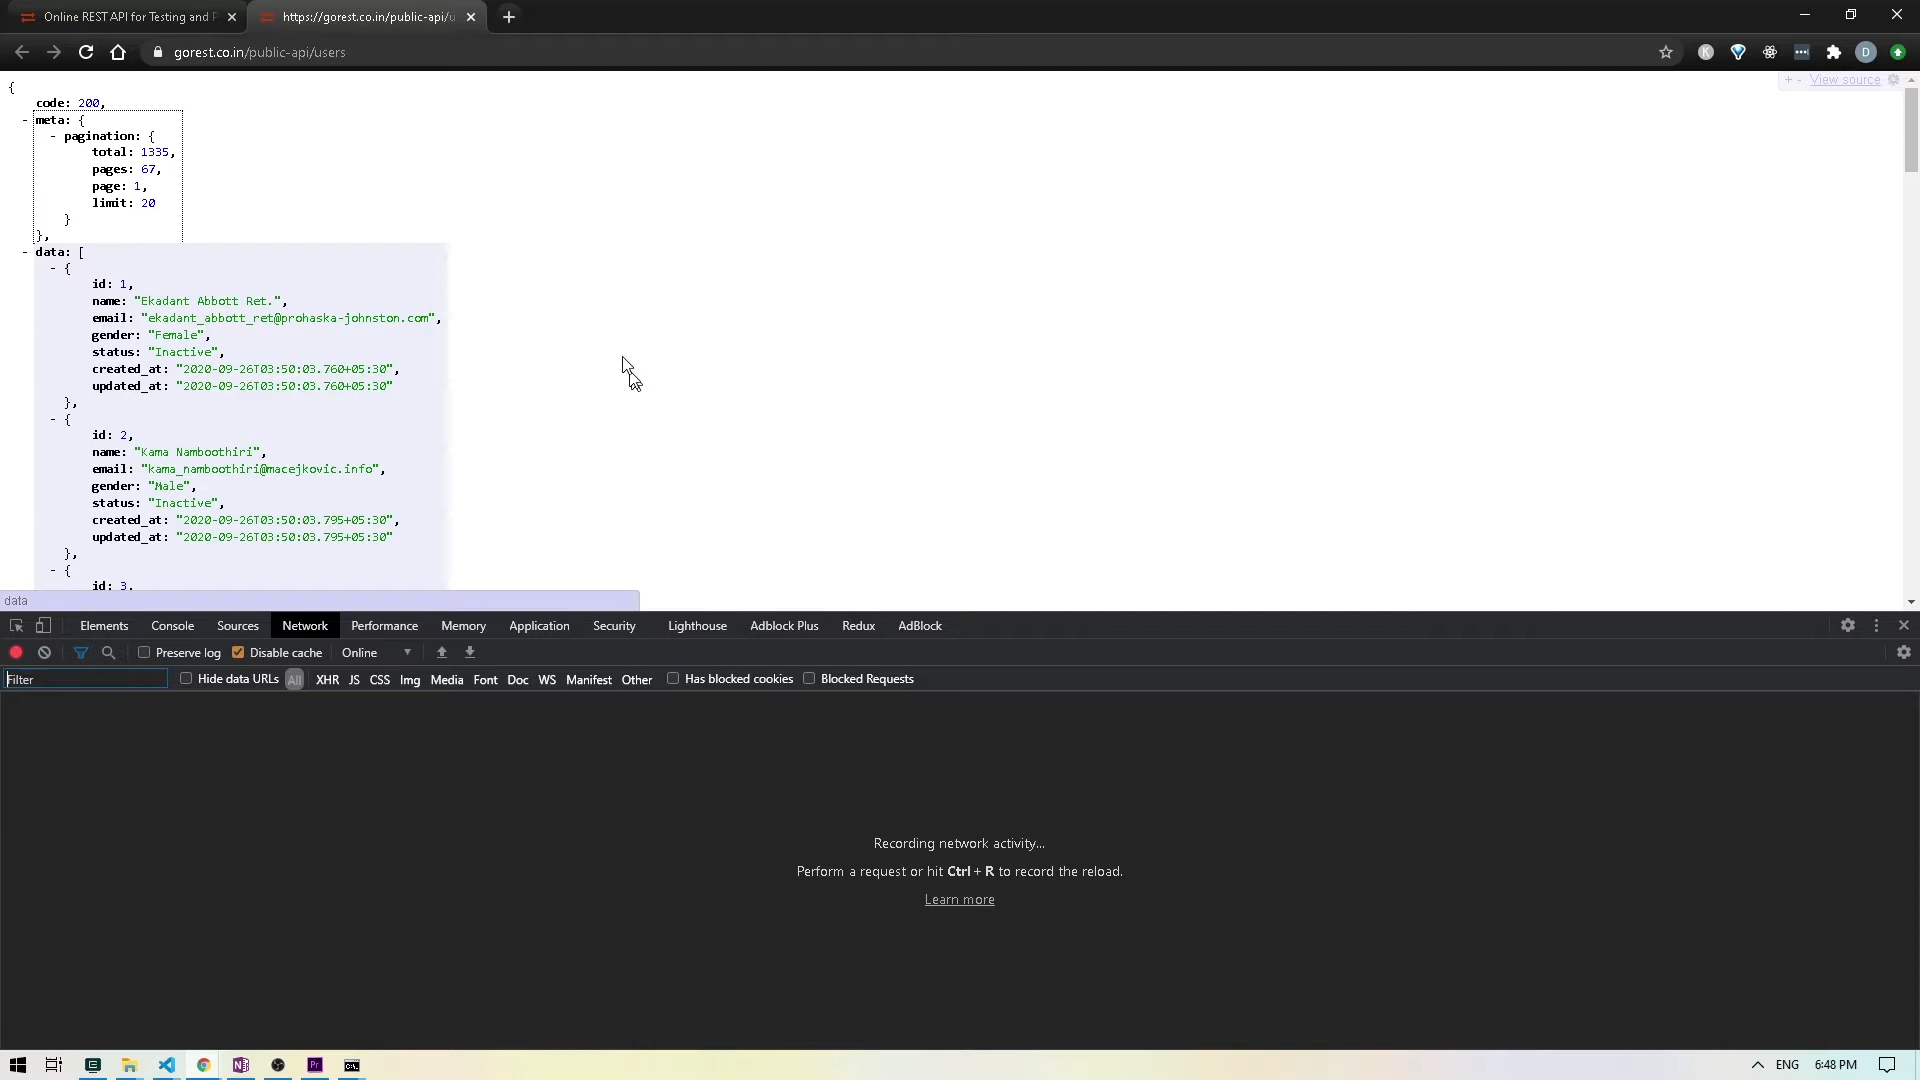 Online REST API for Testing and P
https://gorest.co.in/public-api/u
gorest.co.in/public-api/users
K
D
+ - View source
{
code: 200,
- meta: {
- pagination: {
total: 1335,
pages: 67,
page: 1,
limit: 20
}
},
- data: [
- {
id: 1,
name: "Ekadant Abbott Ret.",
email: "ekadant_abbott_ret@prohaska-johnston.com",
gender: "Female",
status: "Inactive",
created_at: "2020-09-26T03:50:03.760+05:30",
updated_at: "2020-09-26T03:50:03.760+05:30"
},
- {
id: 2,
name: "Kama Namboothiri",
email: "kama_namboothiri@macejkovic.info",
gender: "Male",
status: "Inactive",
created_at: "2020-09-26T03:50:03.795+05:30",
updated_at: "2020-09-26T03:50:03.795+05:30"
},
- {
id: 3,
data
Elements Console Sources Network Performance Memory Application Security Lighthouse Adblock Plus Redux AdBlock
Preserve log Disable cache Online
Filter Hide data URLs All XHR JS CSS Img Media Font Doc WS Manifest Other Has blocked cookies Blocked Requests
Recording network activity...
Perform a request or hit Ctrl + R to record the reload.
Learn more
ENG 6:48 PM